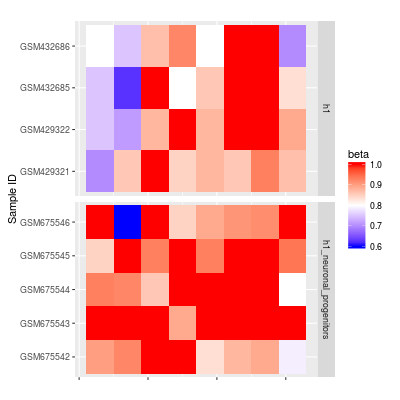 GSM432686
GSM432685
GSM429322
GSM429321
h1
GSM675546
GSM675545
GSM675544
GSM675543
GSM675542
h1_neuronal_progenitors
Sample ID
beta
1.0
0.9
0.8
0.7
0.6